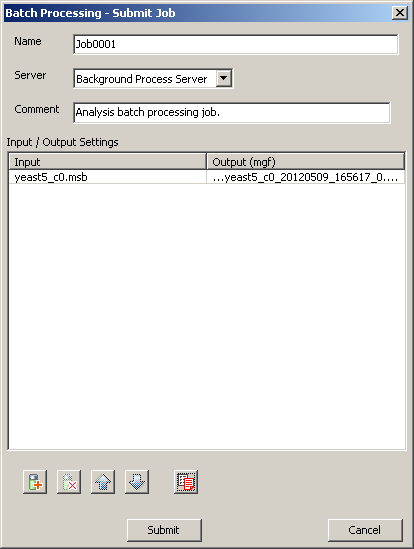 Batch Processing - Submit Job
Name
Job0001
Server
Background Process Server
Comment
Analysis batch processing job.
Input / Output Settings
Input Output (mgf)
yeast5_c0.msb ...yeast5_c0_20120509_165617_0....
Submit Cancel